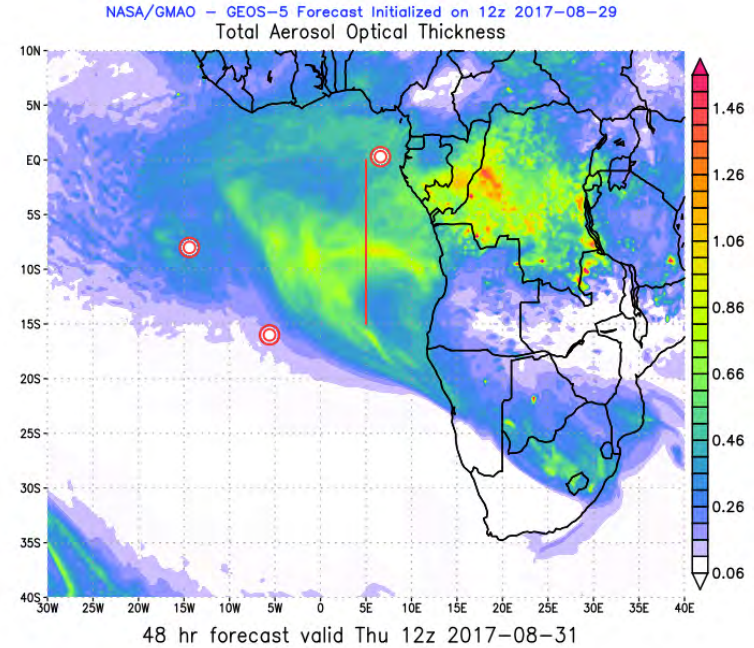 NASA/GMAO - GEOS-5 Forecast Initialized on 12z 2017-08-29
Total Aerosol Optical Thickness
10N
5N
EQ
5S
10S
15S
20S
25S
30S
35S
40S
30W 25W 20W 15W 10W 5W 0 5E 10E 15E 20E 25E 30E 35E 40E
1.46
1.26
1.06
0.86
0.66
0.46
0.26
0.06
48 hr forecast valid Thu 12z 2017-08-31